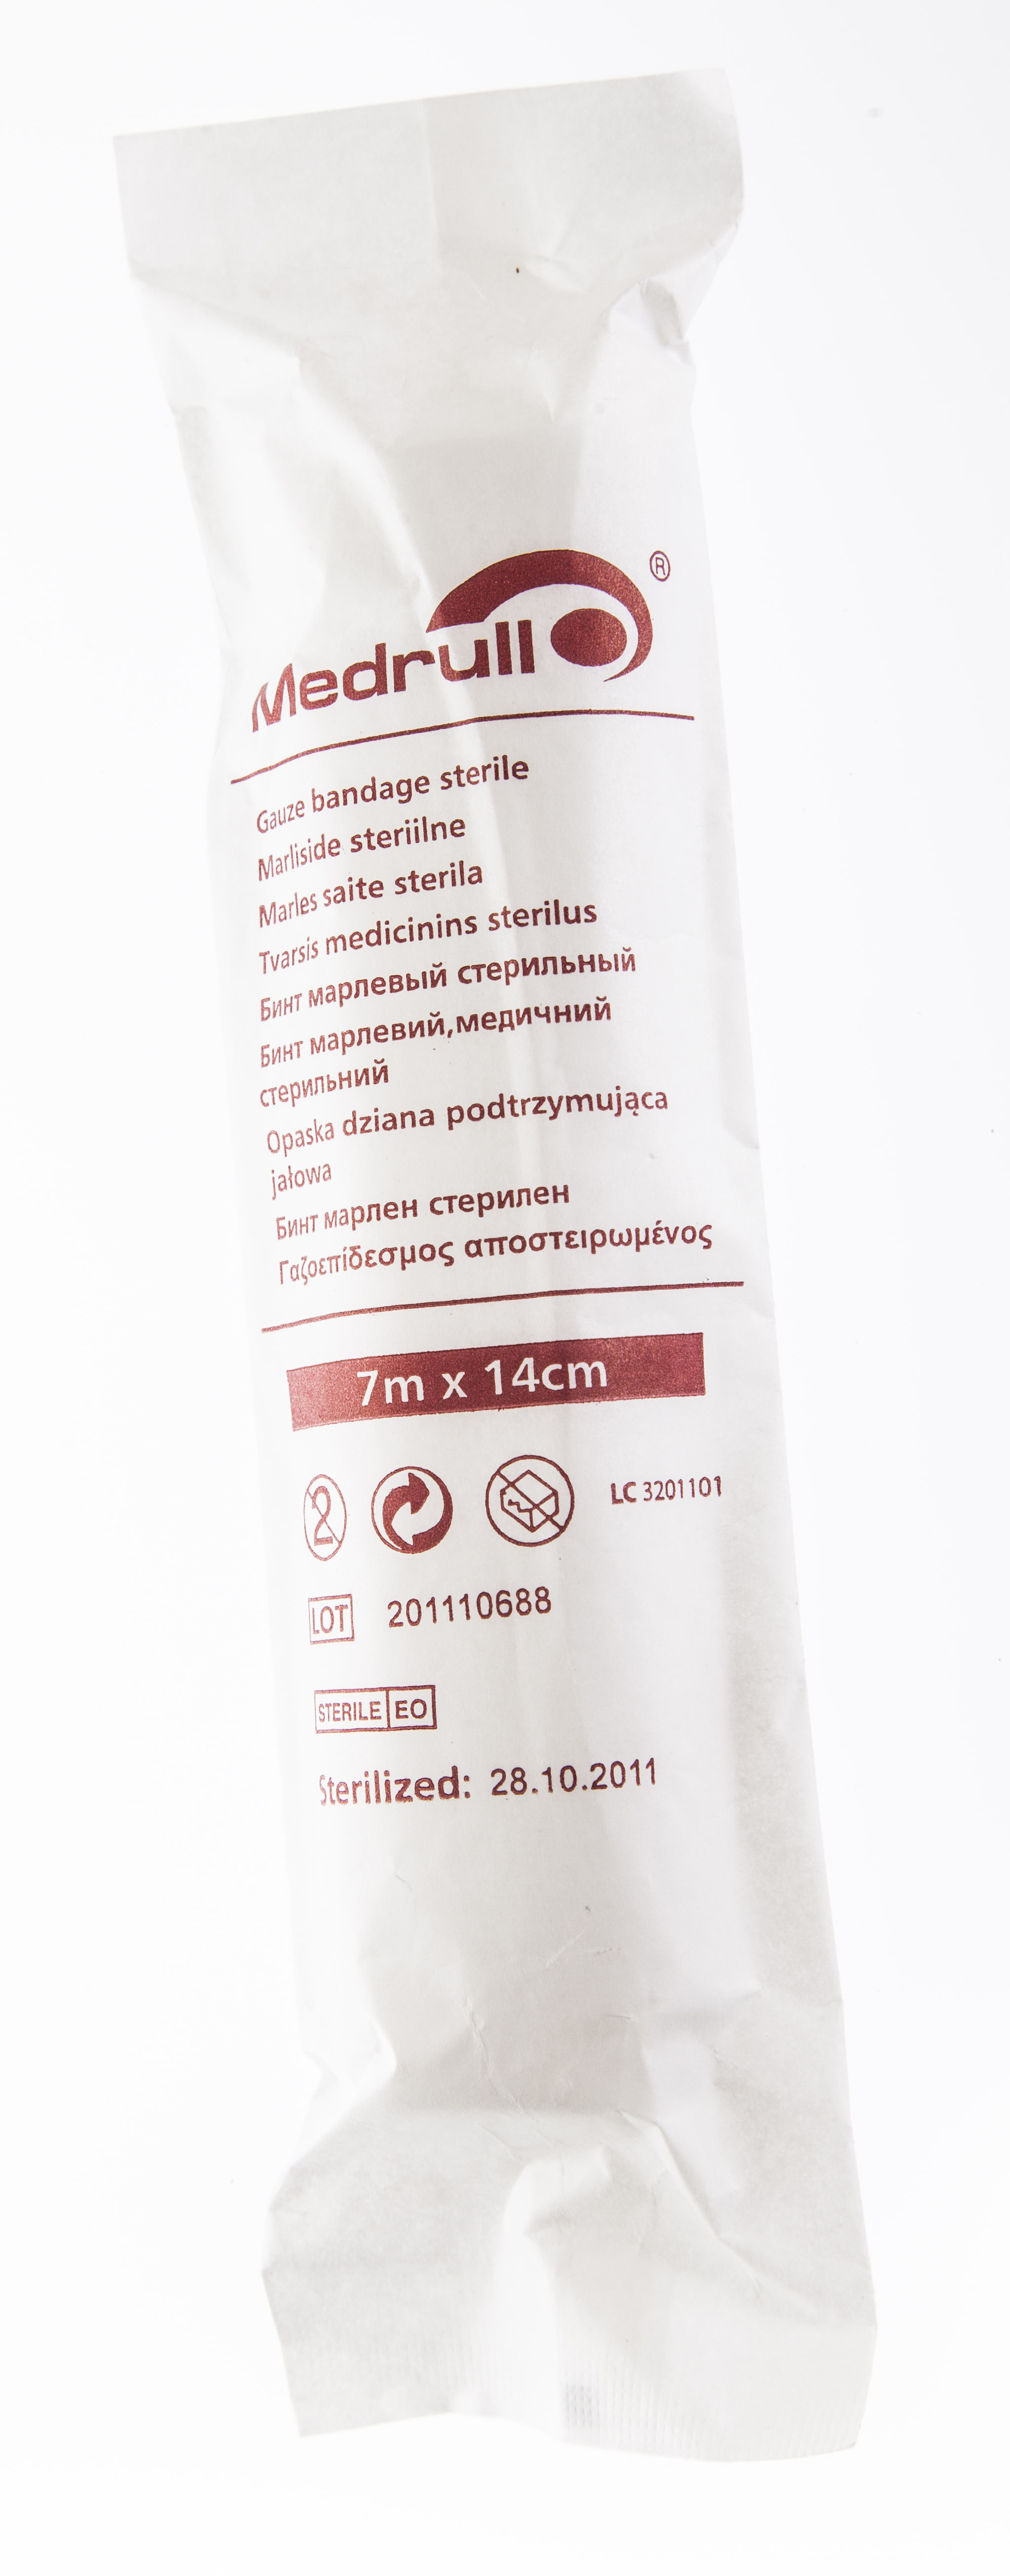 Medrull ®
Gauze bandage sterile
Marliside steriilne
Marles saite sterila
Tvarsis medicinins sterilus
Бинт марлевый стерильный
Бинт марлевий,медичний
стерильний
Opaska dziana podtrzymująca
jałowa
Бинт марлен стерилен
Γαζοεπίδεσμος αποστειρωμένος
7m x 14cm
2 LC 3201101
LOT 201110688
STERILE EO
Sterilized: 28.10.2011